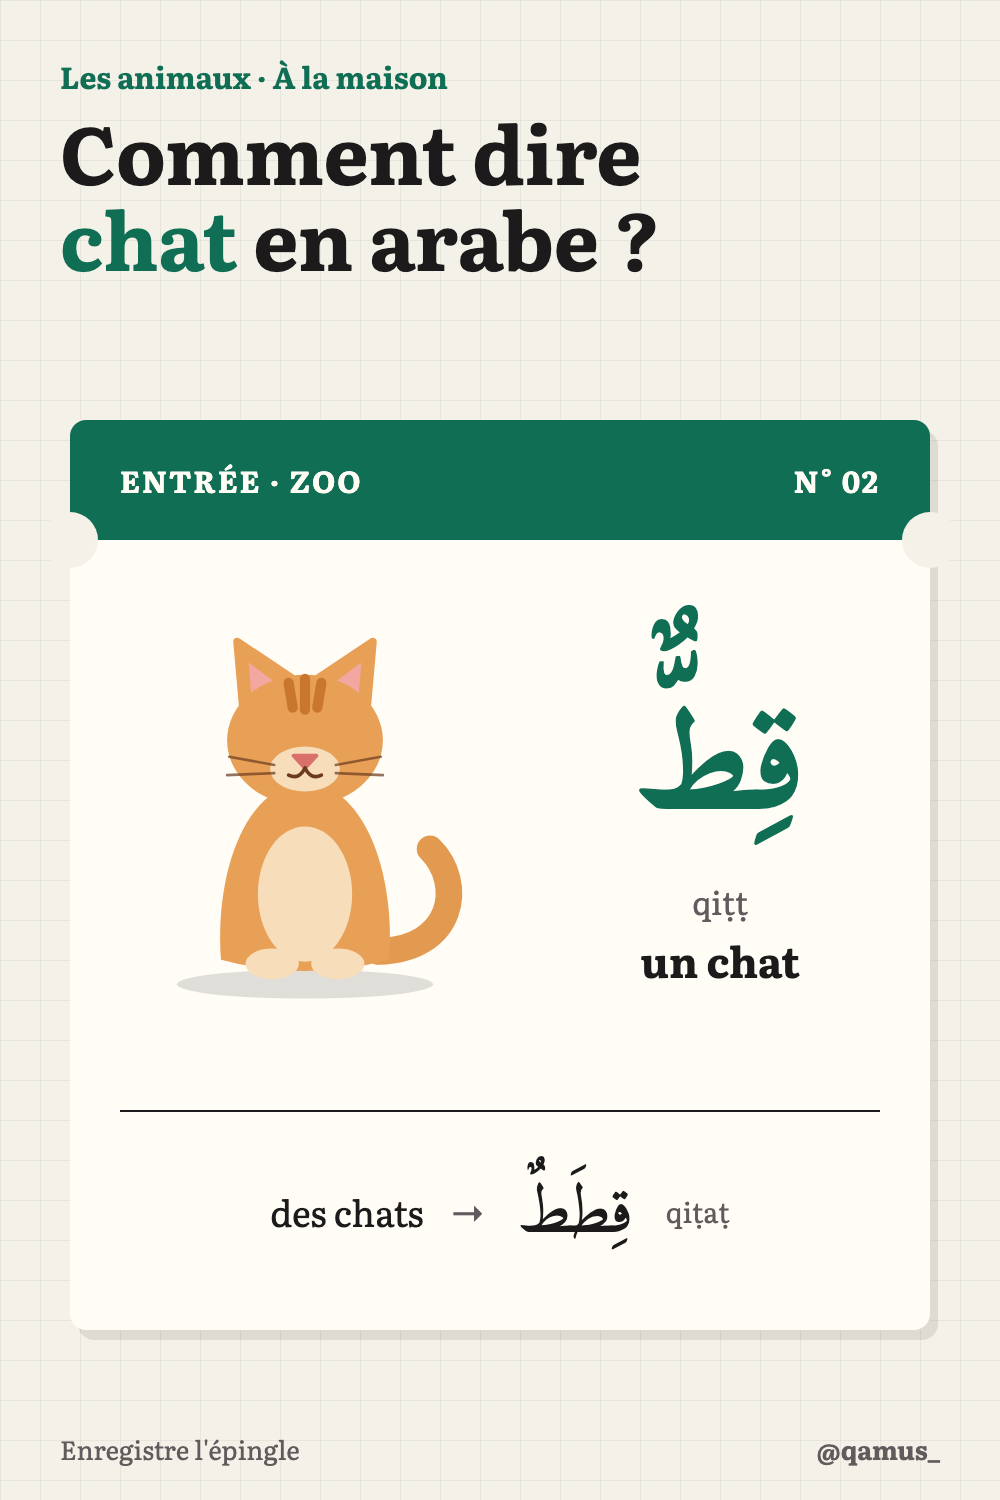 Les animaux · À la maison
Comment dire
chat en arabe ?
ENTRÉE · ZOO
N° 02
قِطٌّ
qiṭṭ
un chat
des chats → قِطَطٌ qiṭaṭ
Enregistre l'épingle
@qamus_